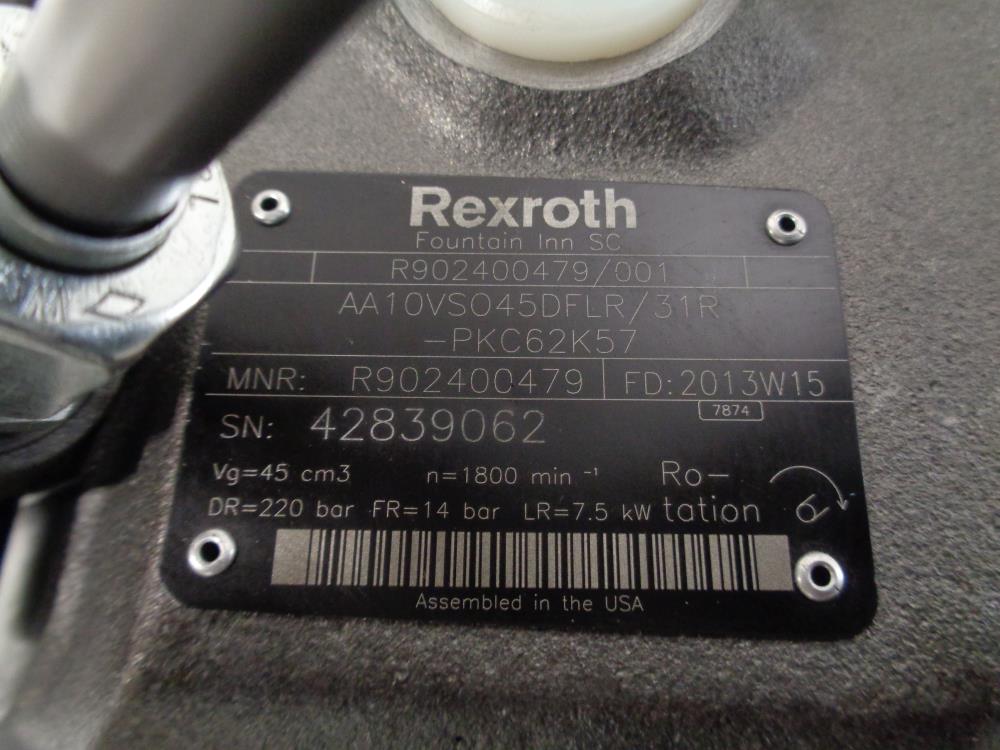 Rexroth
Fountain Inn SC
R902400479/001
AA10VSO45DFLR/31R
-PKC62K57
MNR: R902400479 FD: 2013W15
7874
SN: 42839062
Vg=45 cm3 n=1800 min⁻¹ Ro-
DR=220 bar FR=14 bar LR=7.5 kW tation
Assembled in the USA